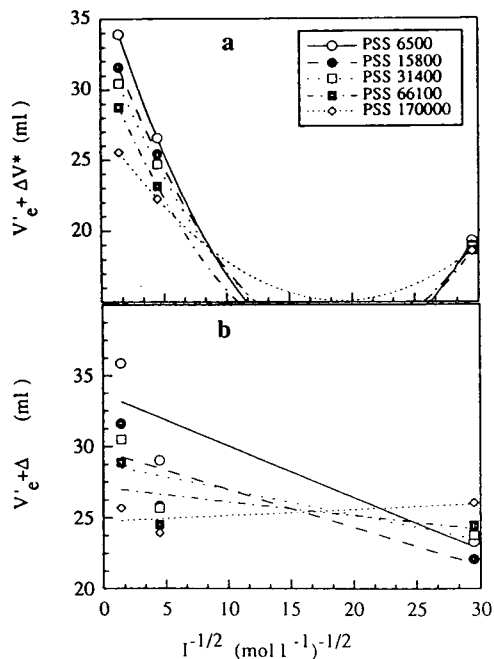 a
PSS 6500
PSS 15800
PSS 31400
PSS 66100
PSS 170000
35
30
25
20
V'e + ΔV* (ml)
b
35
30
25
20
V'e+Δ (ml)
0 5 10 15 20 25 30
I^-1/2 (mol l^-1)^-1/2